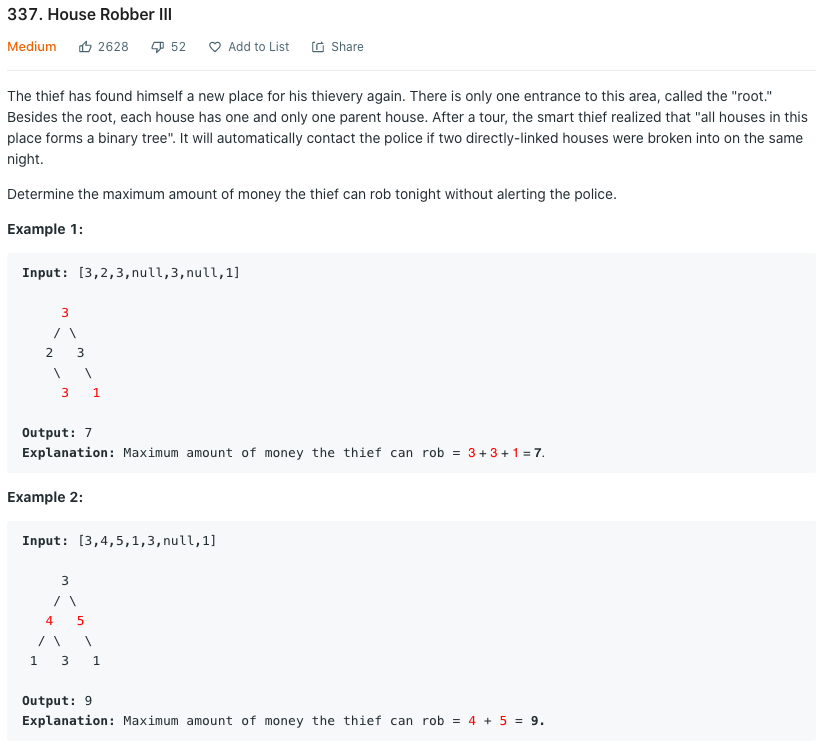 337. House Robber III
Medium 2628 52 Add to List Share
The thief has found himself a new place for his thievery again. There is only one entrance to this area, called the "root."
Besides the root, each house has one and only one parent house. After a tour, the smart thief realized that "all houses in this
place forms a binary tree". It will automatically contact the police if two directly-linked houses were broken into on the same
night.
Determine the maximum amount of money the thief can rob tonight without alerting the police.
Example 1:
Input: [3,2,3,null,3,null,1]
     3
    / \
   2   3
    \   \
     3   1
Output: 7
Explanation: Maximum amount of money the thief can rob = 3 + 3 + 1 = 7.
Example 2:
Input: [3,4,5,1,3,null,1]
     3
    / \
   4   5
  / \   \
 1   3   1
Output: 9
Explanation: Maximum amount of money the thief can rob = 4 + 5 = 9.